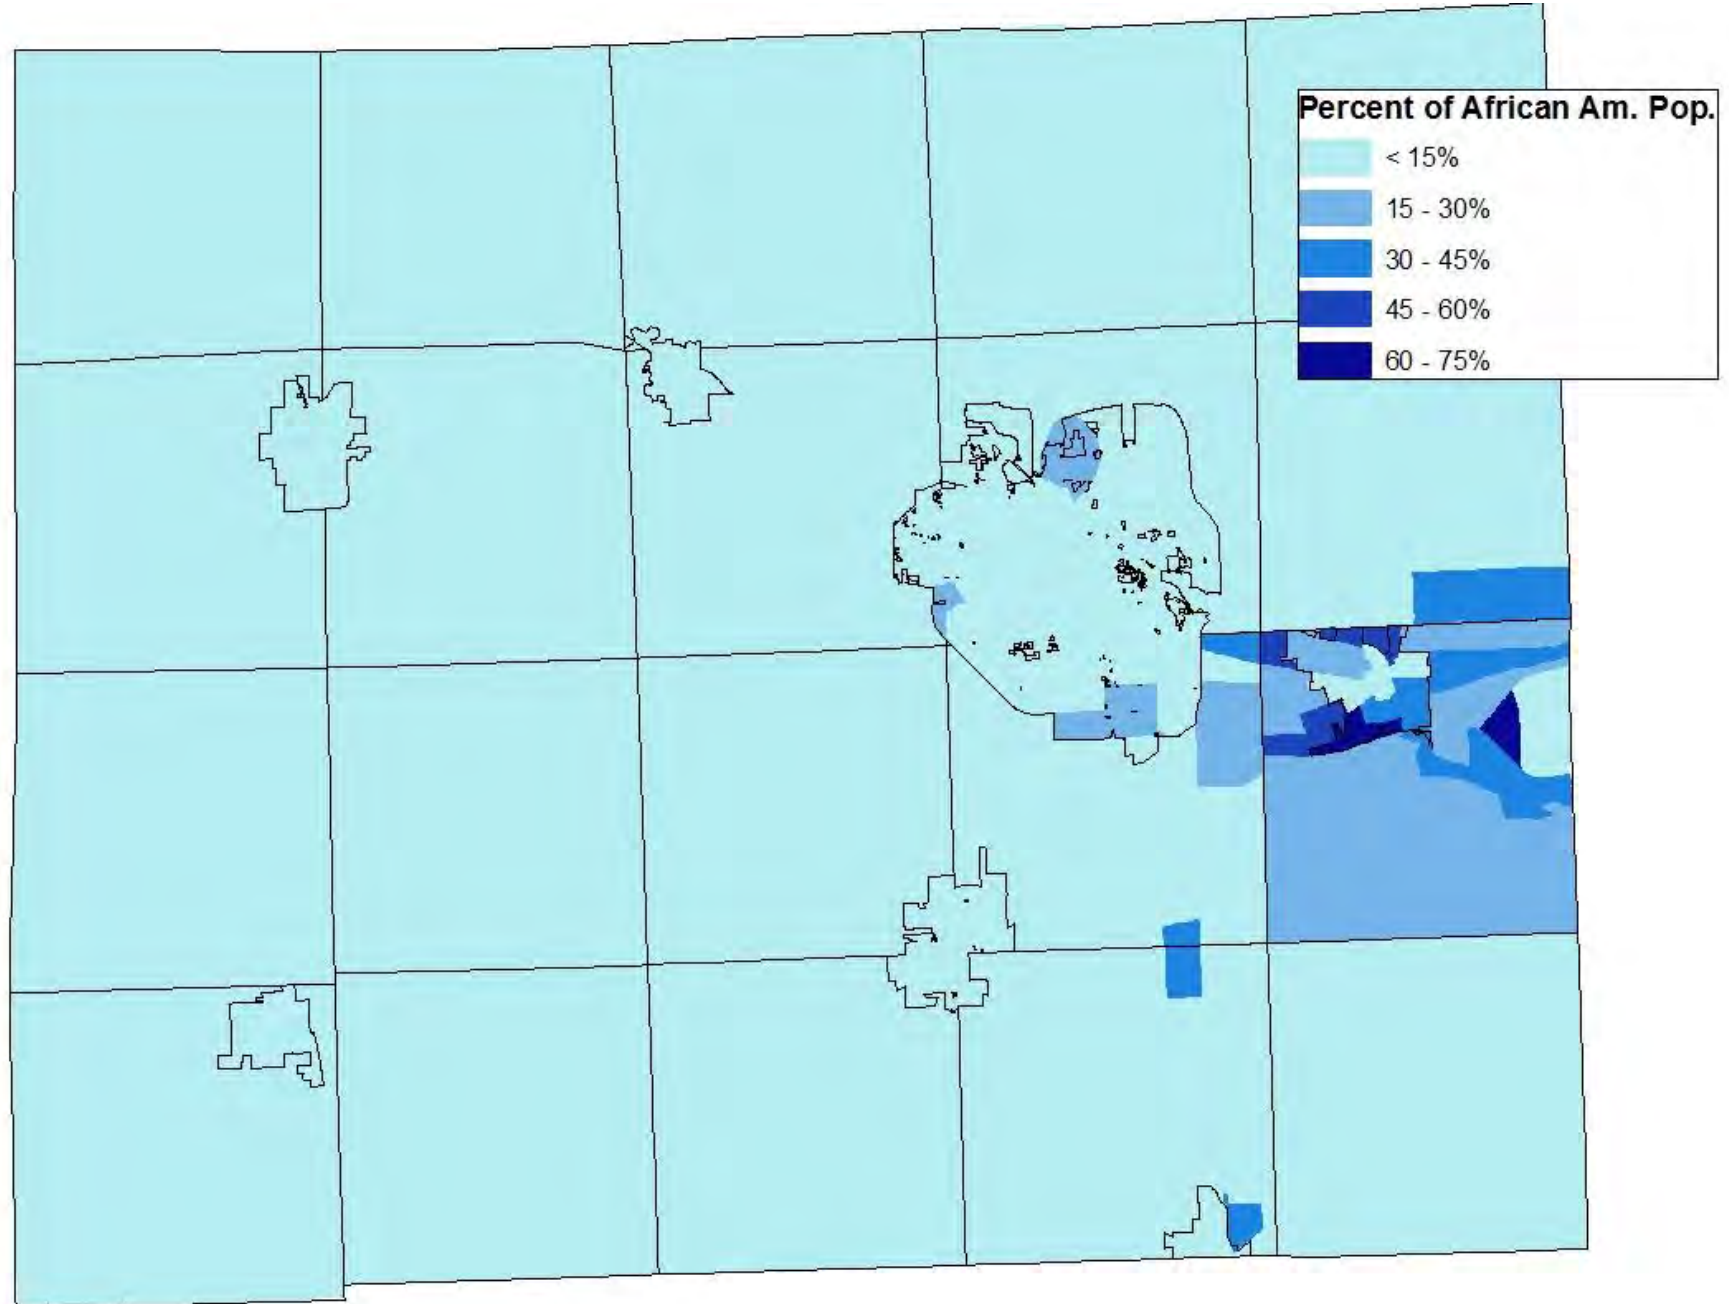 Percent of African Am. Pop.
< 15%
15 - 30%
30 - 45%
45 - 60%
60 - 75%